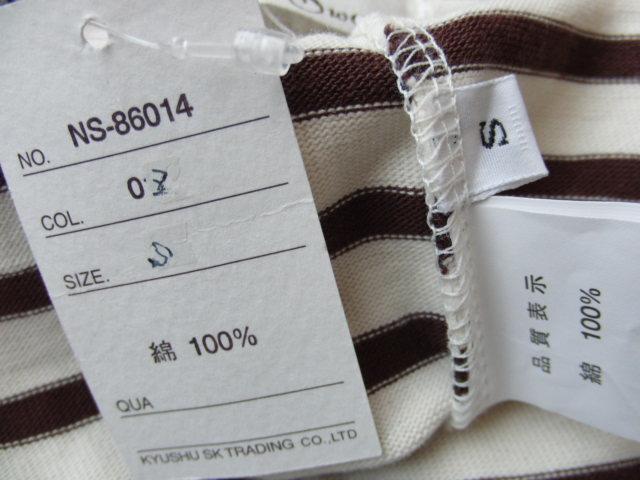 NO. NS-86014
COL.
SIZE. S
綿 100%
QUA
KYUSHU SK TRADING CO.,LTD
S
品質表示
綿 100%